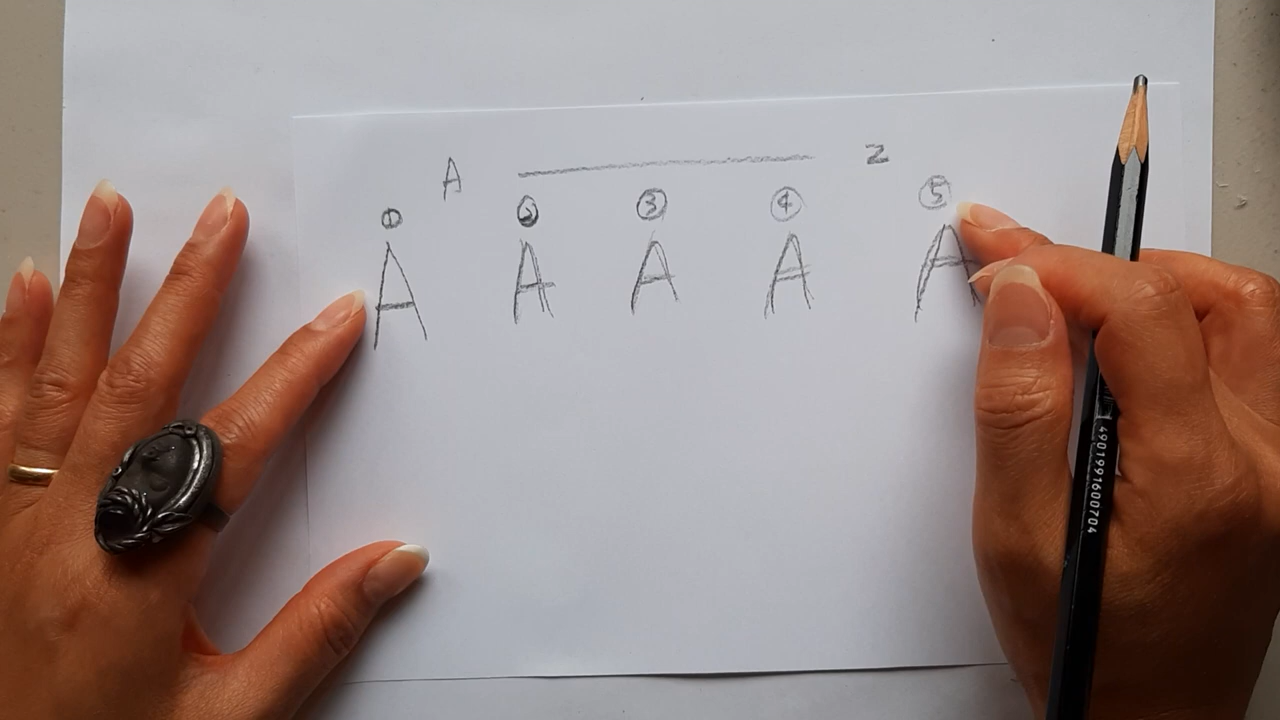 A Z
① ② ③ ④ ⑤
A A A A A
4901991600704